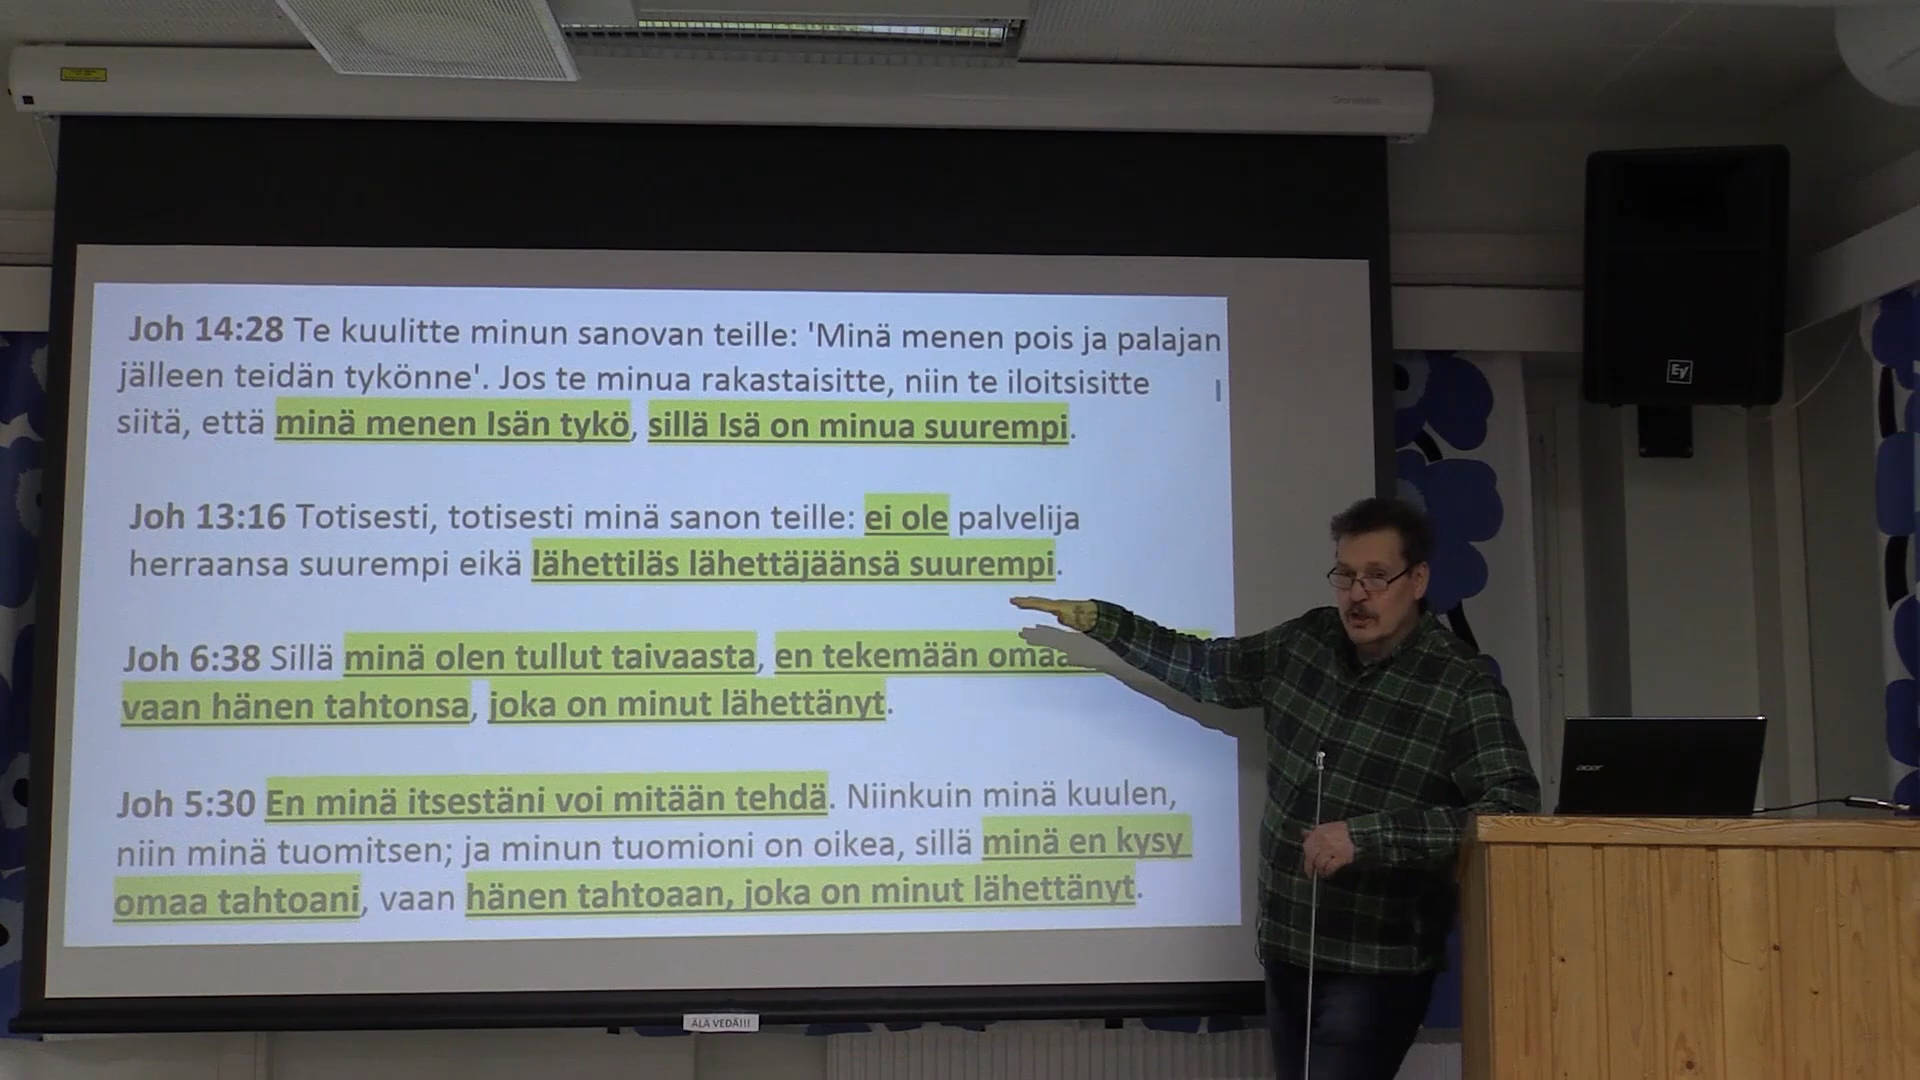 Joh 14:28 Te kuulitte minun sanovan teille: 'Minä menen pois ja palajan
jälleen teidän tykönne'. Jos te minua rakastaisitte, niin te iloitsisitte
siitä, että minä menen Isän tykö, sillä Isä on minua suurempi.
Joh 13:16 Totisesti, totisesti minä sanon teille: ei ole palvelija
herraansa suurempi eikä lähettiläs lähettäjäänsä suurempi.
Joh 6:38 Sillä minä olen tullut taivaasta, en tekemään omaa
vaan hänen tahtonsa, joka on minut lähettänyt.
Joh 5:30 En minä itsestäni voi mitään tehdä. Niinkuin minä kuulen,
niin minä tuomitsen; ja minun tuomioni on oikea, sillä minä en kysy
omaa tahtoani, vaan hänen tahtoaan, joka on minut lähettänyt.
EV
acer
ÄLÄ VEDÄ!!!